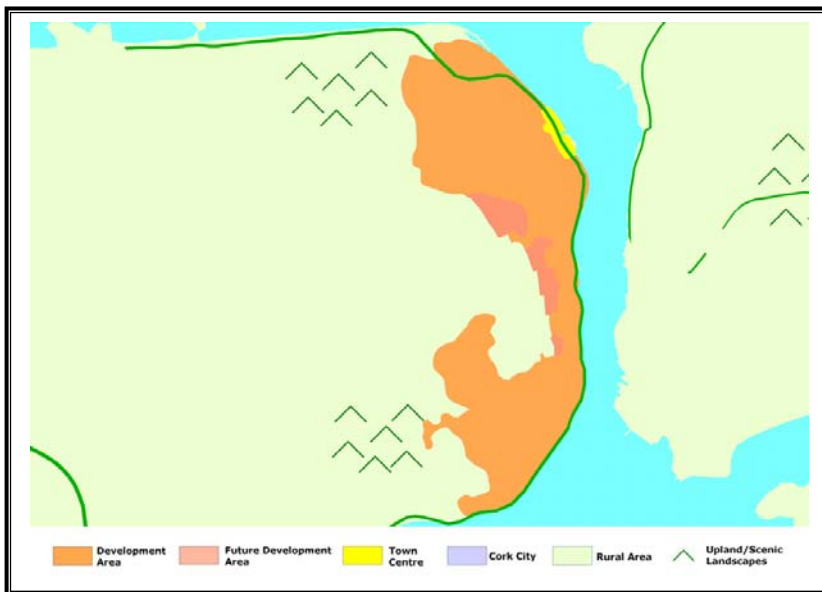 Development Area
Future Development Area
Town Centre
Cork City
Rural Area
Upland/Scenic Landscapes